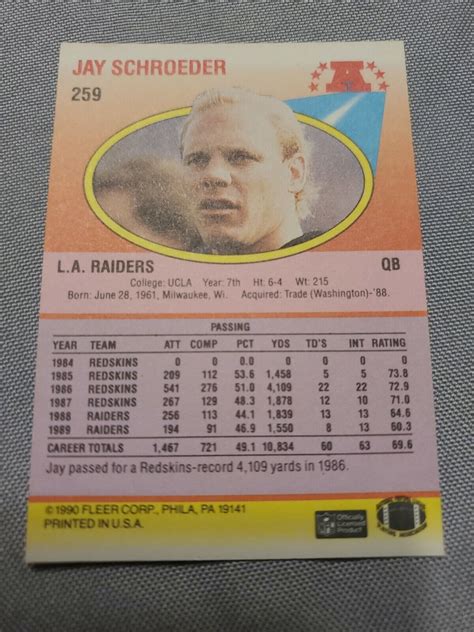 JAY SCHROEDER
259
A
L.A. RAIDERS QB
College: UCLA Year: 7th Ht: 6-4 Wt: 215
Born: June 28, 1961, Milwaukee, Wi. Acquired: Trade (Washington)-'88.
PASSING
YEAR TEAM ATT COMP PCT YDS TD'S INT RATING
1984 REDSKINS 0 0 0.0 0 0 0 0
1985 REDSKINS 209 112 53.6 1,458 5 5 73.8
1986 REDSKINS 541 276 51.0 4,109 22 22 72.9
1987 REDSKINS 267 129 48.3 1,878 12 10 71.0
1988 RAIDERS 256 113 44.1 1,839 13 13 64.6
1989 RAIDERS 194 91 46.9 1,550 8 13 60.3
CAREER TOTALS 1,467 721 49.1 10,834 60 63 69.6
Jay passed for a Redskins-record 4,109 yards in 1986.
©1990 FLEER CORP., PHILA, PA 19141
PRINTED IN U.S.A.
Officially
Licensed
Product